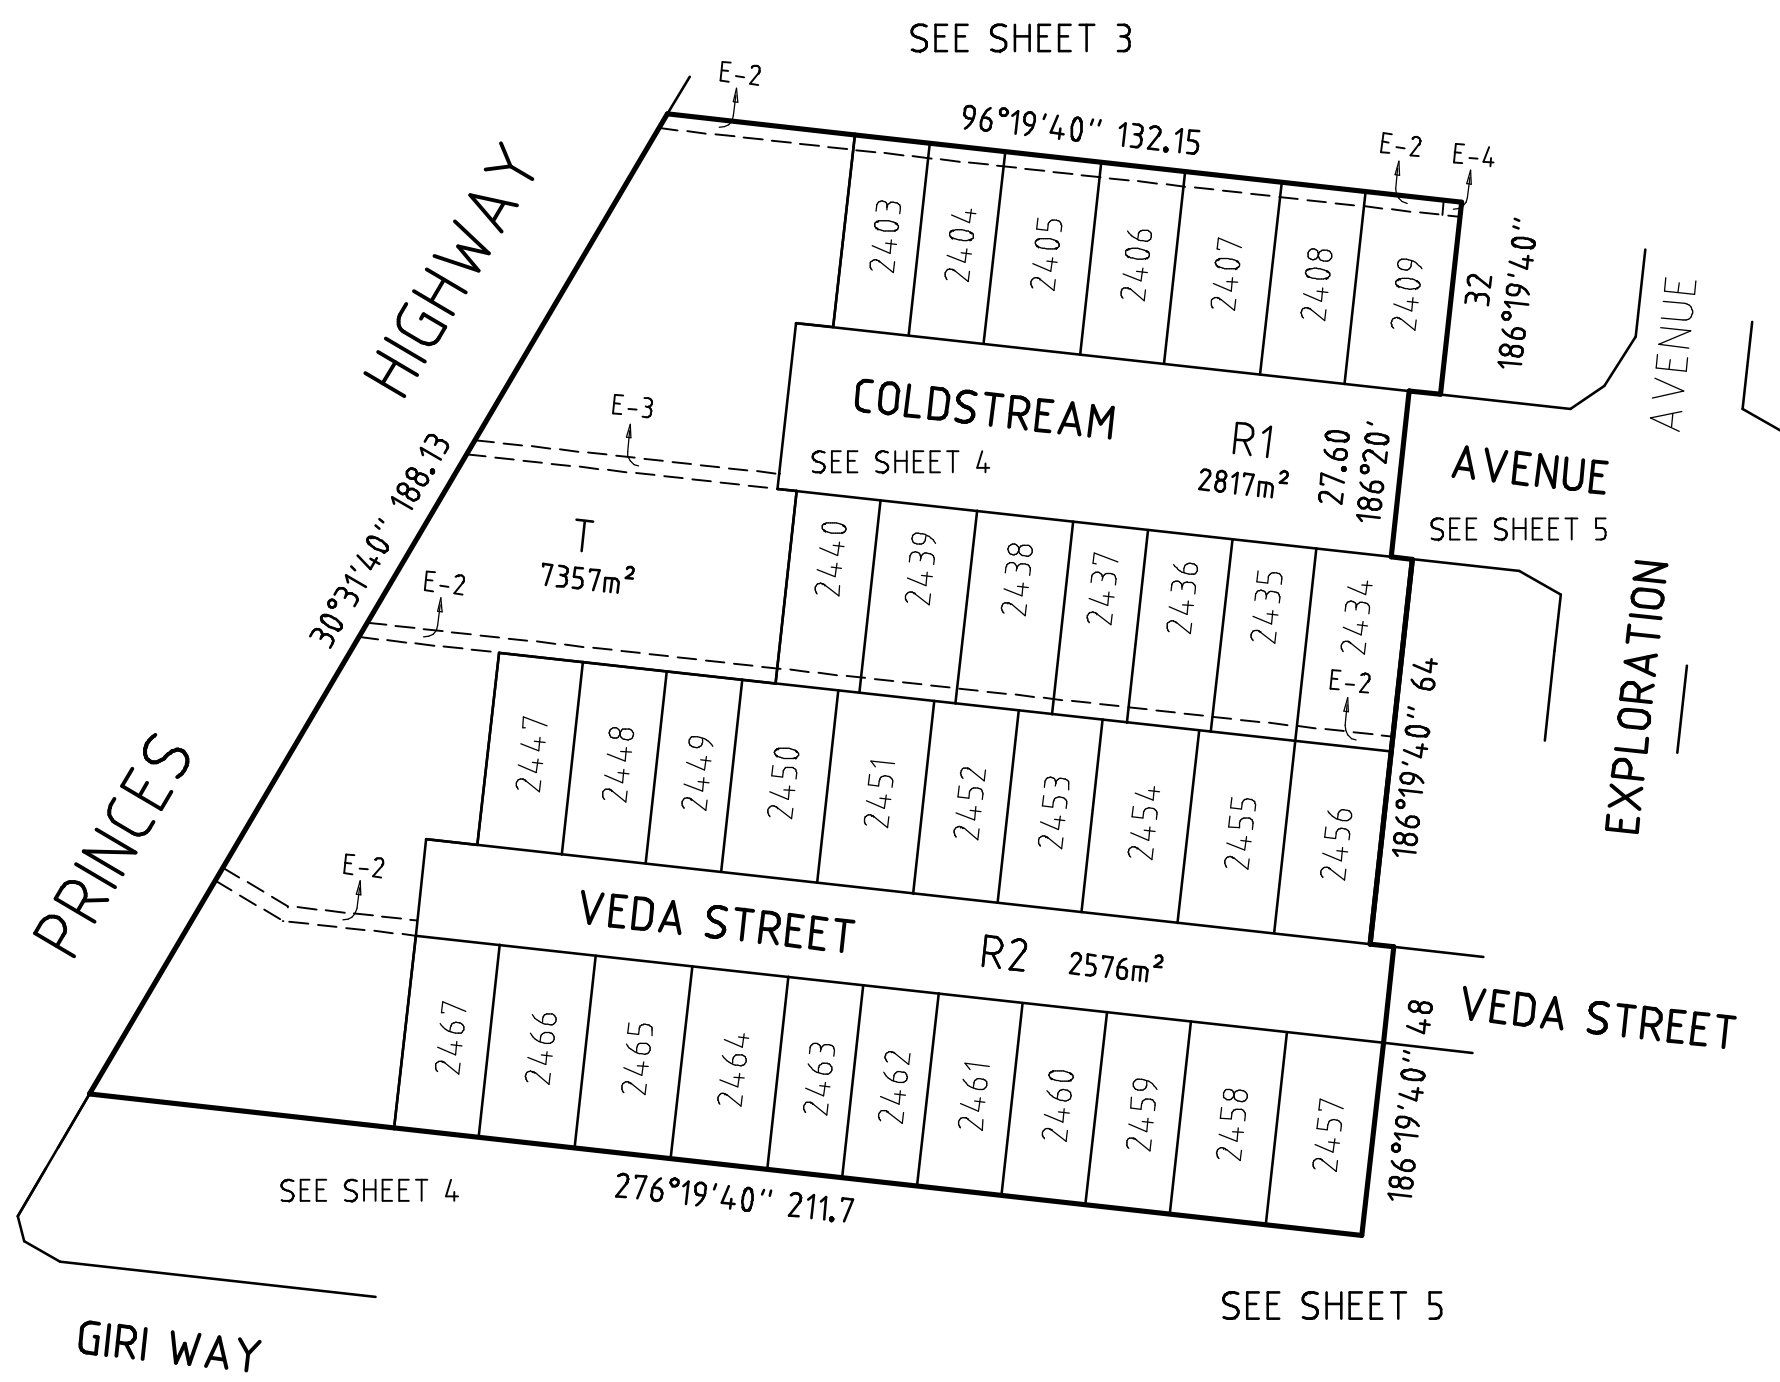 SEE SHEET 3
E-2
96°19'40" 132.15
E-2
E-4
HIGHWAY
2403
2404
2405
2406
2407
2408
2409
32
186°19'40"
AVENUE
E-3
COLDSTREAM
R1
SEE SHEET 4
2817m²
27.60
186°20'
AVENUE
SEE SHEET 5
30°31'40" 188.13
T
7357m²
E-2
2440
2439
2438
2437
2436
2435
2434
E-2
186°19'40" 64
EXPLORATION
PRINCES
2447
2448
2449
2450
2451
2452
2453
2454
2455
2456
E-2
VEDA STREET
R2 2576m²
VEDA STREET
2467
2466
2465
2464
2463
2462
2461
2460
2459
2458
2457
186°19'40" 48
SEE SHEET 4
276°19'40" 211.7
SEE SHEET 5
GIRI WAY